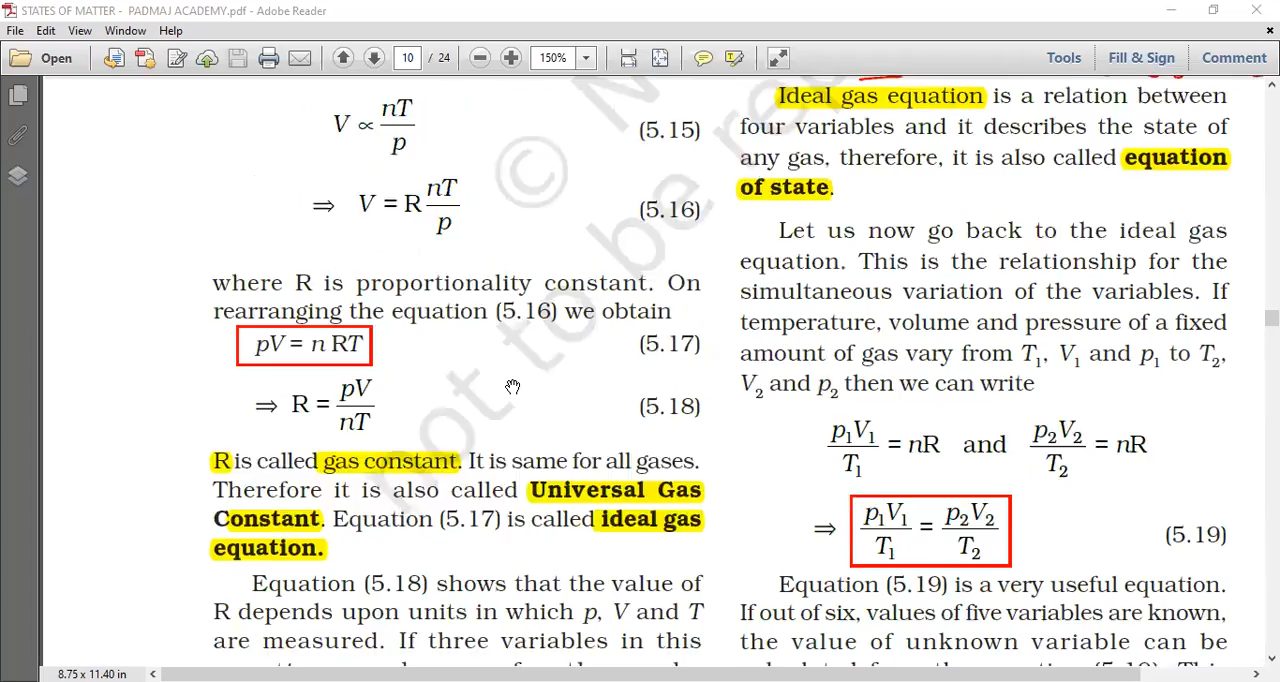 STATES OF MATTER - PADMAJ ACADEMY.pdf - Adobe Reader
File Edit View Window Help
Open 10 / 24 150% Tools Fill & Sign Comment
V ∝ nT/p (5.15)
⇒ V = R nT/p (5.16)
where R is proportionality constant. On
rearranging the equation (5.16) we obtain
pV = n RT (5.17)
⇒ R = pV/nT (5.18)
R is called gas constant. It is same for all gases.
Therefore it is also called Universal Gas
Constant. Equation (5.17) is called ideal gas
equation.
Equation (5.18) shows that the value of
R depends upon units in which p, V and T
are measured. If three variables in this
Ideal gas equation is a relation between
four variables and it describes the state of
any gas, therefore, it is also called equation
of state.
Let us now go back to the ideal gas
equation. This is the relationship for the
simultaneous variation of the variables. If
temperature, volume and pressure of a fixed
amount of gas vary from T₁, V₁ and p₁ to T₂,
V₂ and p₂ then we can write
p₁V₁/T₁ = nR and p₂V₂/T₂ = nR
⇒ p₁V₁/T₁ = p₂V₂/T₂ (5.19)
Equation (5.19) is a very useful equation.
If out of six, values of five variables are known,
the value of unknown variable can be
© N
not to be re
8.75 x 11.40 in